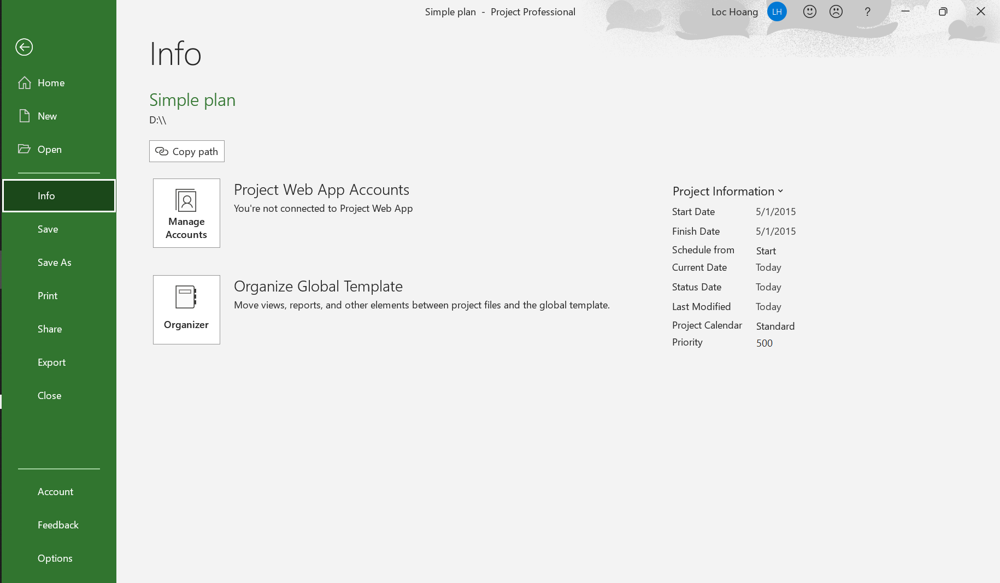 Simple plan - Project Professional
Loc Hoang LH ?
Home
New
Open
Info
Save
Save As
Print
Share
Export
Close
Account
Feedback
Options
Info
Simple plan
D:\\
Copy path
Manage
Accounts
Project Web App Accounts
You're not connected to Project Web App
Organizer
Organize Global Template
Move views, reports, and other elements between project files and the global template.
Project Information
Start Date 5/1/2015
Finish Date 5/1/2015
Schedule from Start
Current Date Today
Status Date Today
Last Modified Today
Project Calendar Standard
Priority 500